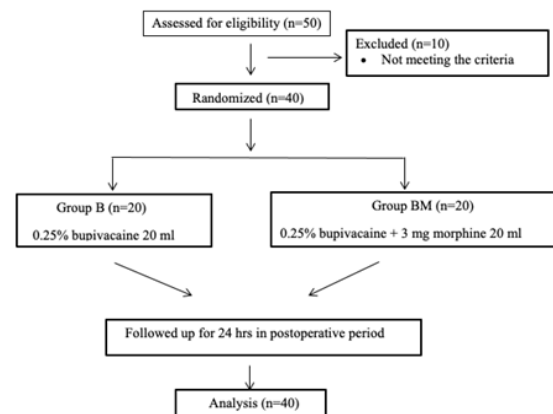 Assessed for eligibility (n=50)
Excluded (n=10)
• Not meeting the criteria
Randomized (n=40)
Group B (n=20)
0.25% bupivacaine 20 ml
Group BM (n=20)
0.25% bupivacaine + 3 mg morphine 20 ml
Followed up for 24 hrs in postoperative period
Analysis (n=40)